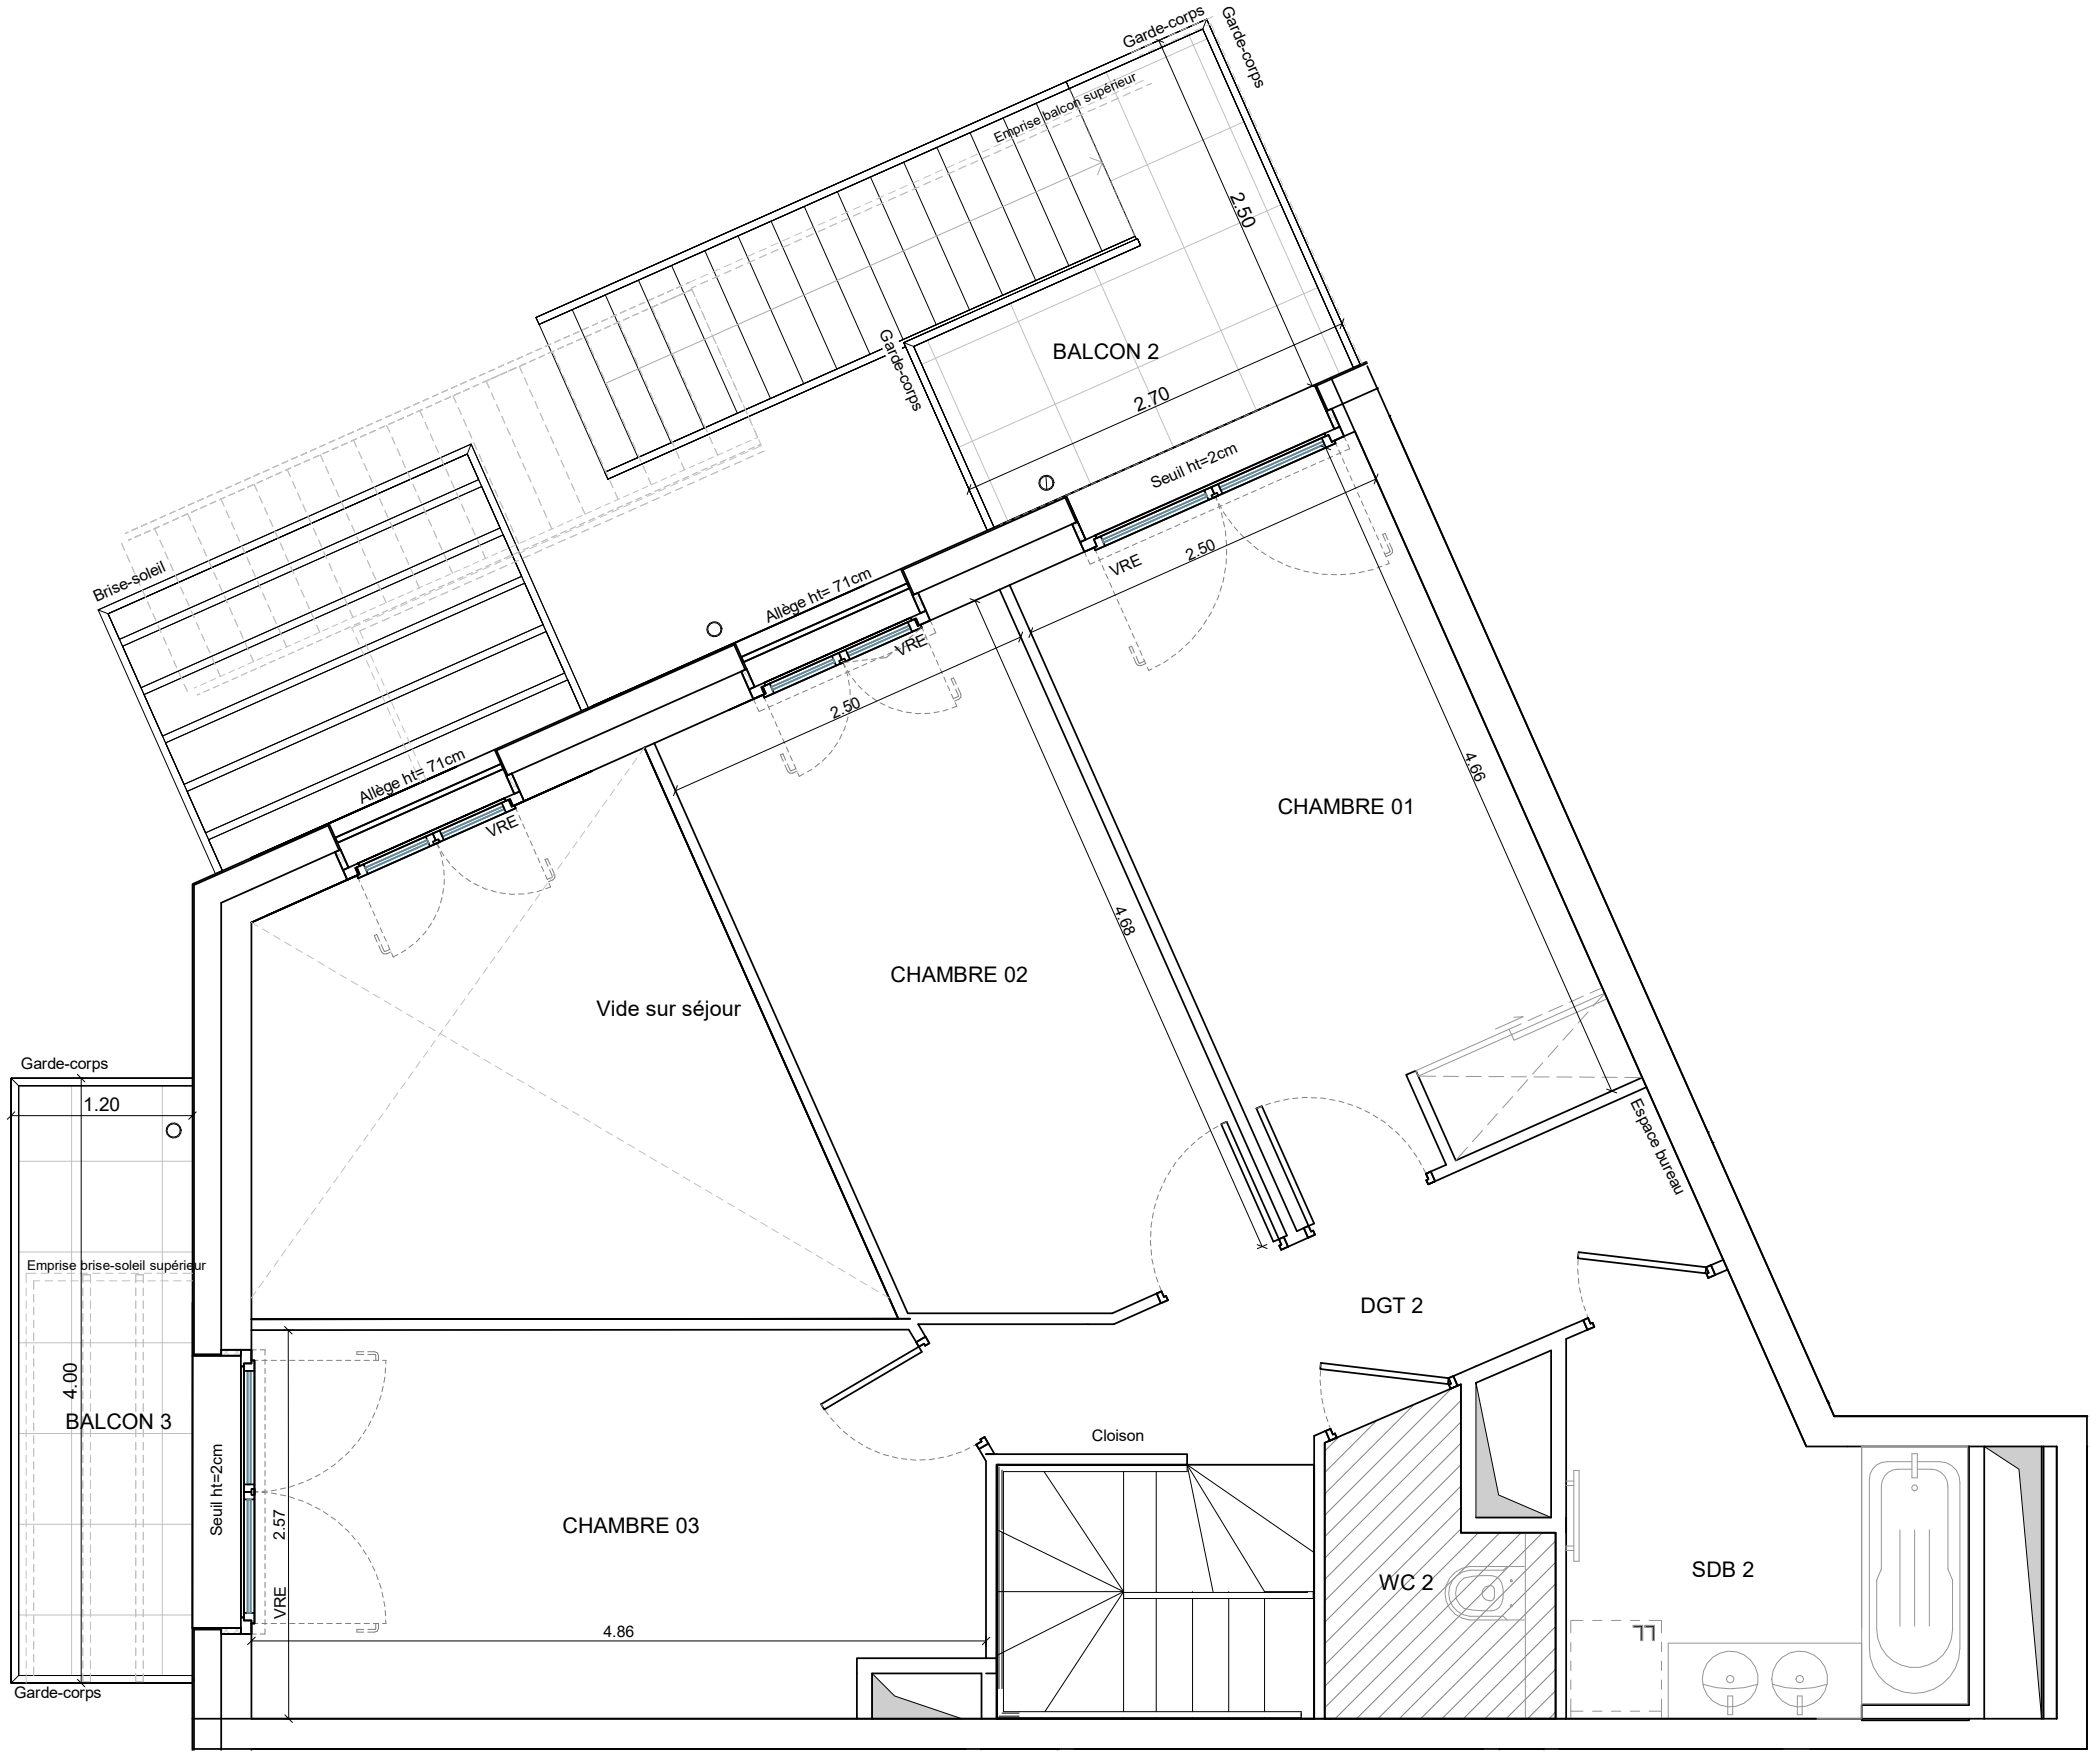 Garde-corps
Garde-corps
Emprise balcon supérieur
2.50
Garde-corps
BALCON 2
2.70
Seuil ht=2cm
VRE
2.50
Brise-soleil
Allège ht= 71cm
VRE
2.50
Allège ht= 71cm
VRE
4.66
CHAMBRE 01
4.68
CHAMBRE 02
Vide sur séjour
Garde-corps
1.20
Espace bureau
Emprise brise-soleil supérieur
DGT 2
4.00
BALCON 3
Cloison
Seuil ht=2cm
2.57
CHAMBRE 03
VRE
WC 2
SDB 2
4.86
LL
Garde-corps